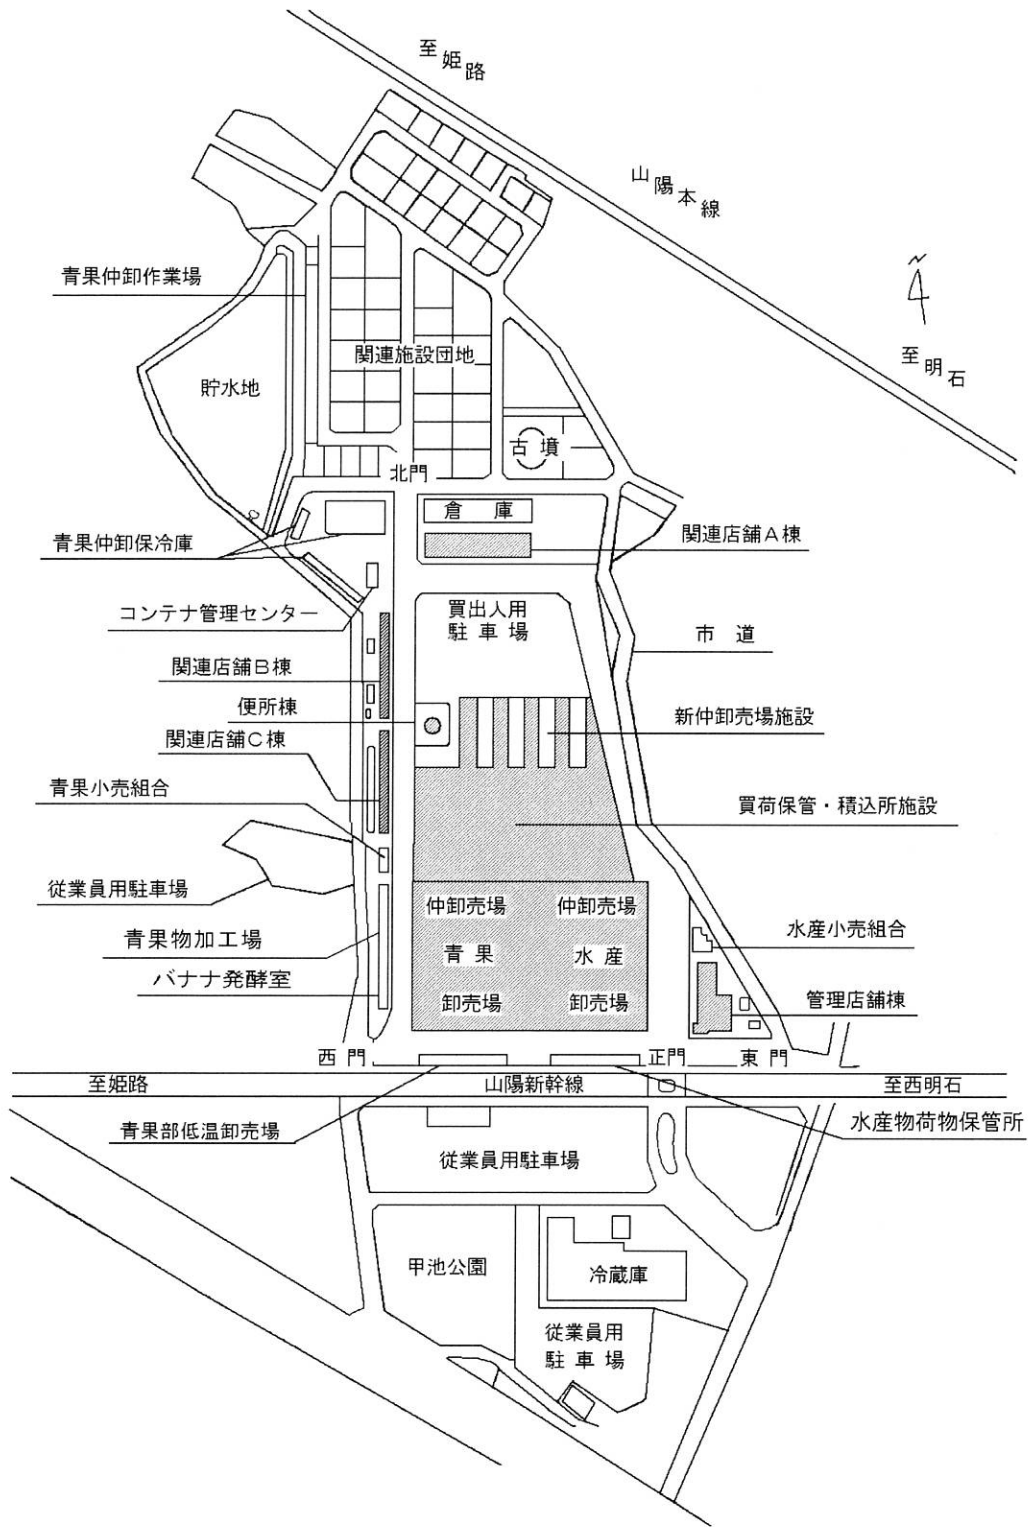 至姫路
山陽本線
N
至明石
青果仲卸作業場
関連施設団地
貯水地
古墳
北門
倉庫
関連店舗A棟
青果仲卸保冷庫
買出人用
駐車場
コンテナ管理センター
市道
関連店舗B棟
便所棟
新仲卸売場施設
関連店舗C棟
青果小売組合
買荷保管・積込所施設
従業員用駐車場
仲卸売場 仲卸売場
青果 水産
卸売場 卸売場
水産小売組合
青果物加工場
バナナ発酵室
管理店舗棟
西門 正門 東門
至姫路 山陽新幹線 至西明石
青果部低温卸売場
水産物荷物保管所
従業員用駐車場
甲池公園
冷蔵庫
従業員用
駐車場